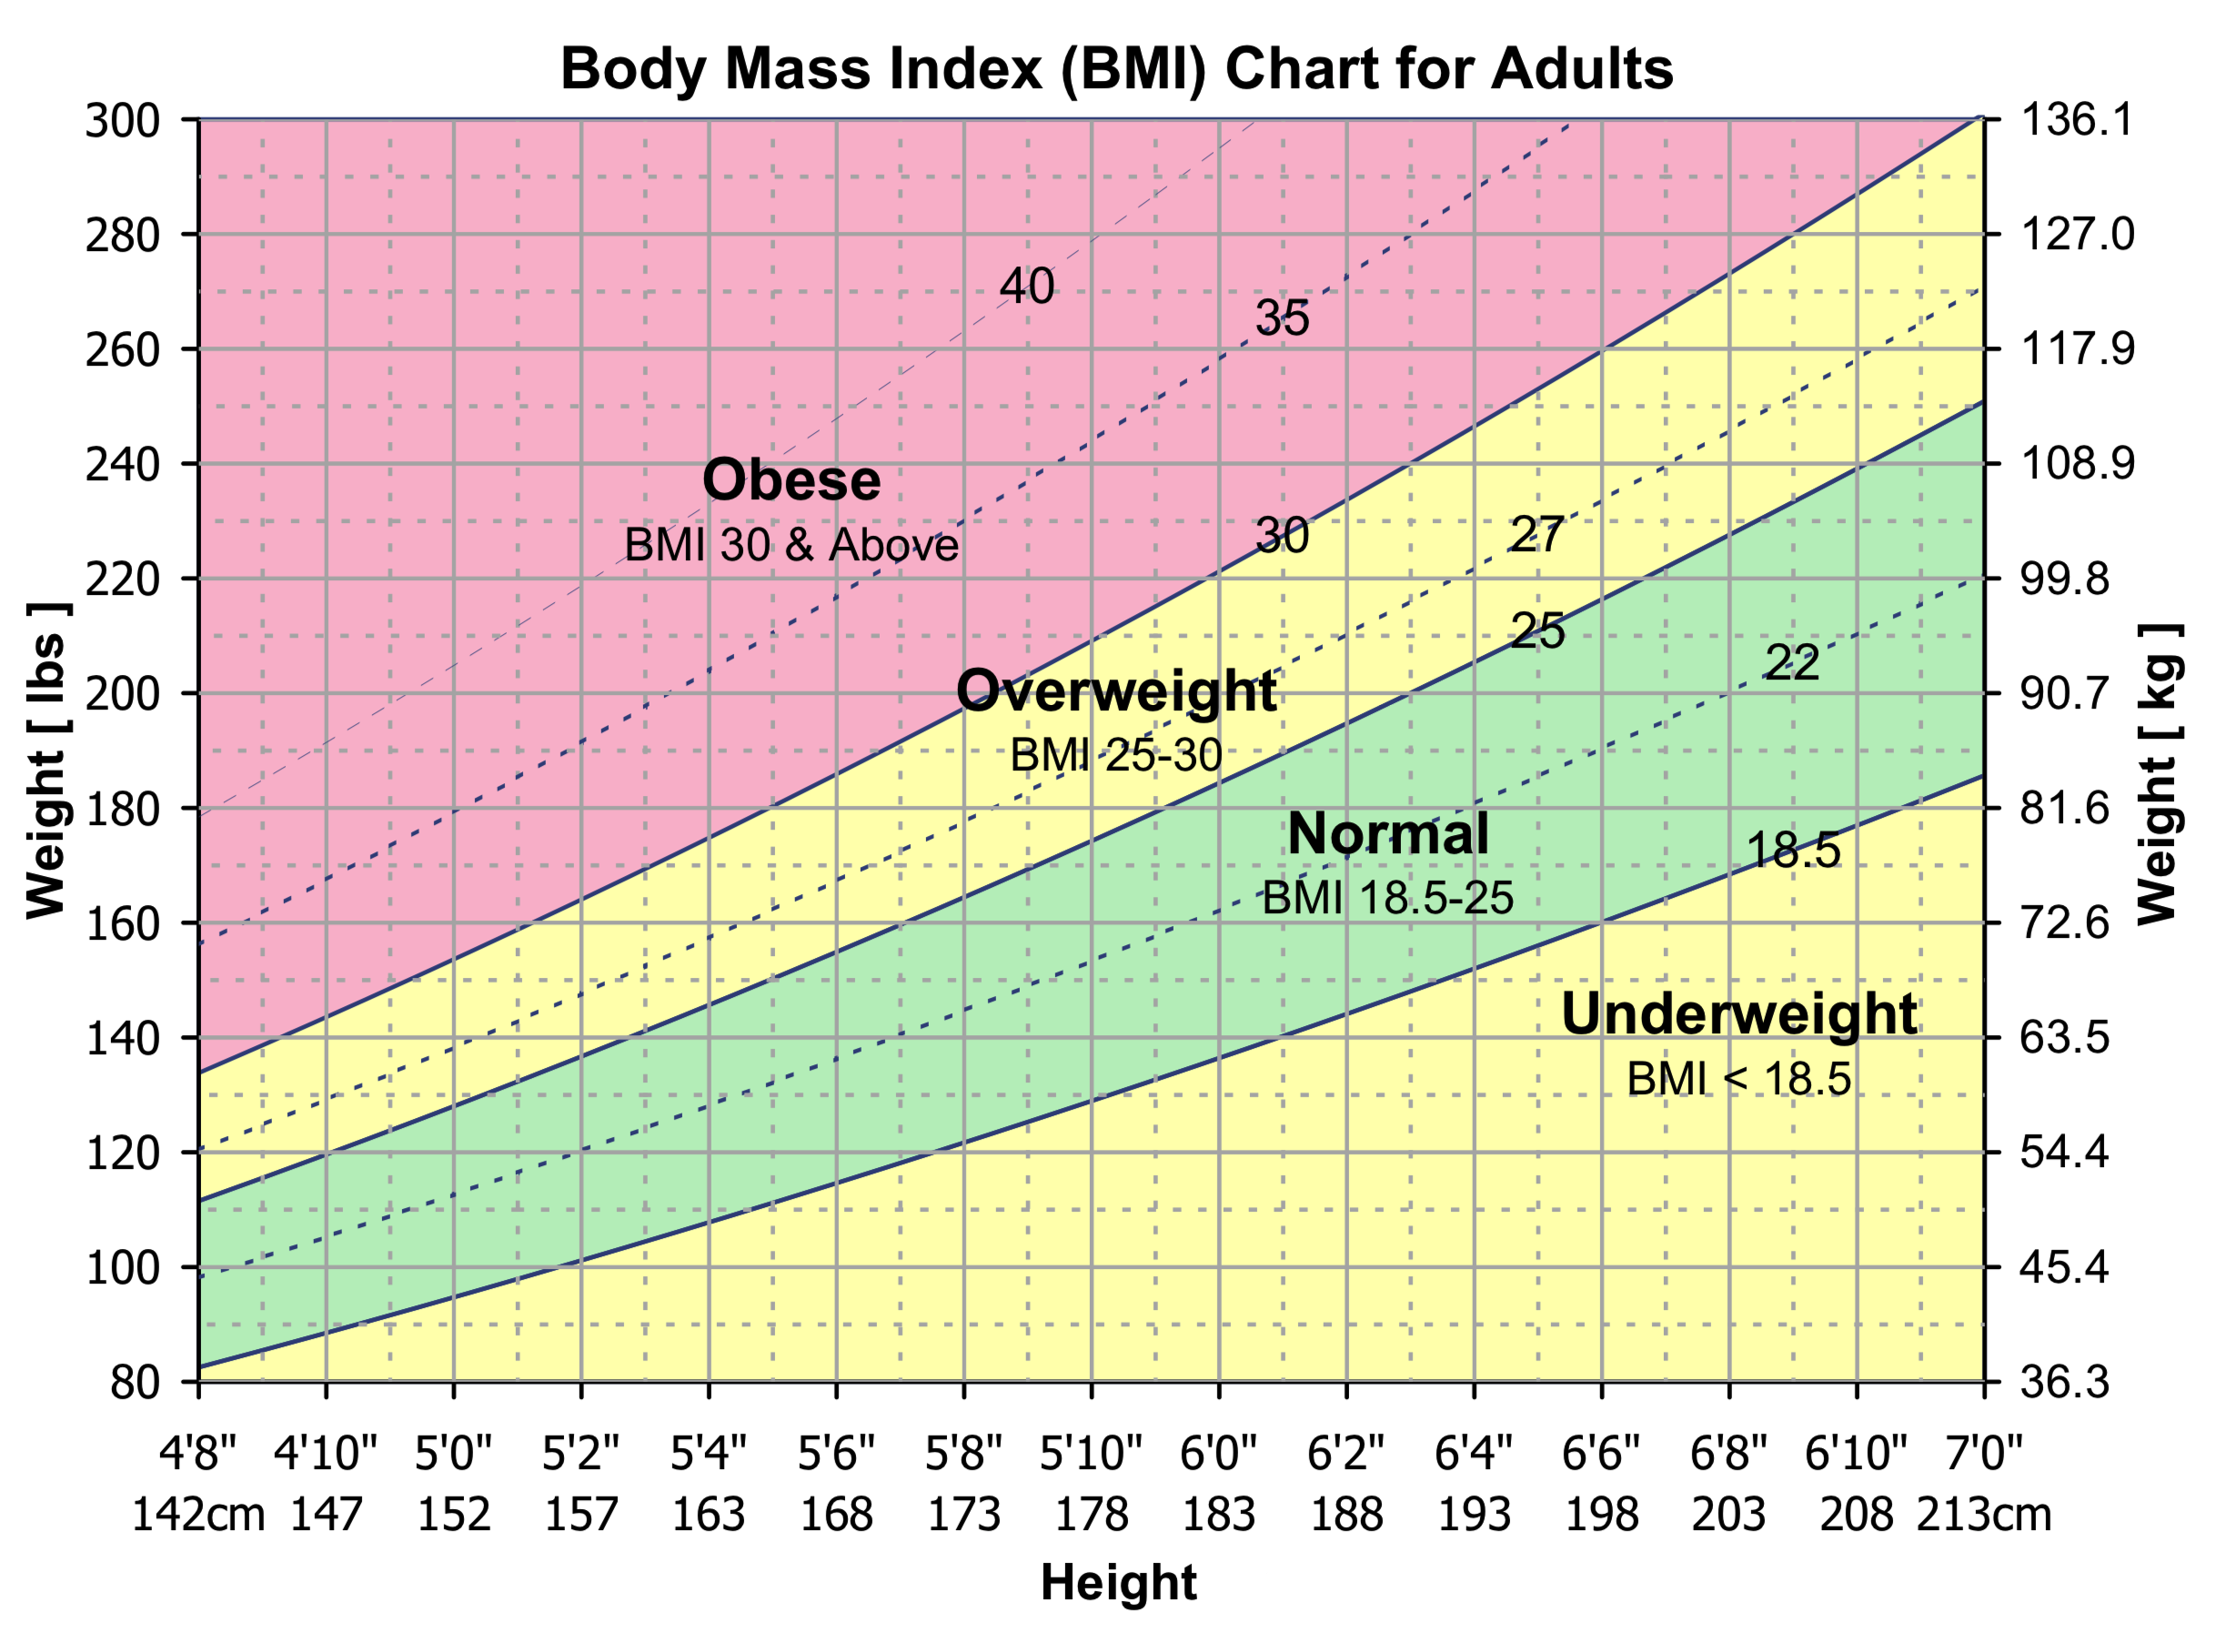 Body Mass Index (BMI) Chart for Adults
300
280
260
240
220
200
180
160
140
120
100
80
Weight [ lbs ]
136.1
127.0
117.9
108.9
99.8
90.7
81.6
72.6
63.5
54.4
45.4
36.3
Weight [ kg ]
40
35
Obese
BMI 30 & Above
30
27
25
22
Overweight
BMI 25-30
Normal
BMI 18.5-25
18.5
Underweight
BMI < 18.5
4'8" 4'10" 5'0" 5'2" 5'4" 5'6" 5'8" 5'10" 6'0" 6'2" 6'4" 6'6" 6'8" 6'10" 7'0"
142cm 147 152 157 163 168 173 178 183 188 193 198 203 208 213cm
Height